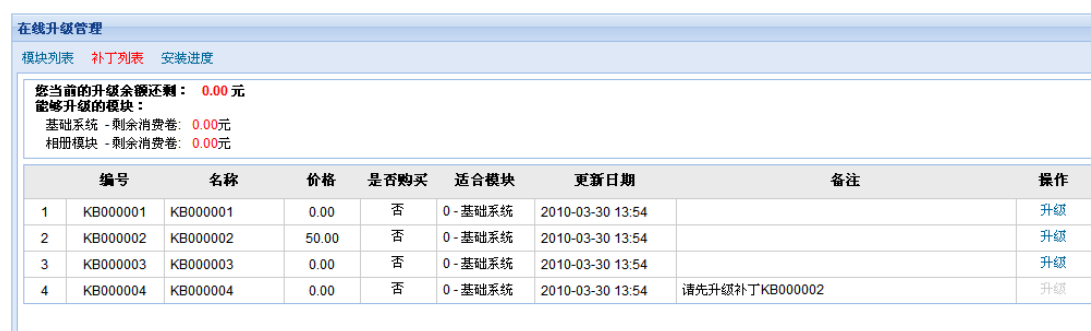 在线升级管理
模块列表 补丁列表 安装进度
您当前的升级余额还剩： 0.00 元
能够升级的模块：
基础系统 - 剩余消费卷: 0.00元
相册模块 - 剩余消费卷: 0.00元
编号 名称 价格 是否购买 适合模块 更新日期 备注 操作
1 KB000001 KB000001 0.00 否 0 - 基础系统 2010-03-30 13:54 升级
2 KB000002 KB000002 50.00 否 0 - 基础系统 2010-03-30 13:54 升级
3 KB000003 KB000003 0.00 否 0 - 基础系统 2010-03-30 13:54 升级
4 KB000004 KB000004 0.00 否 0 - 基础系统 2010-03-30 13:54 请先升级补丁KB000002 升级